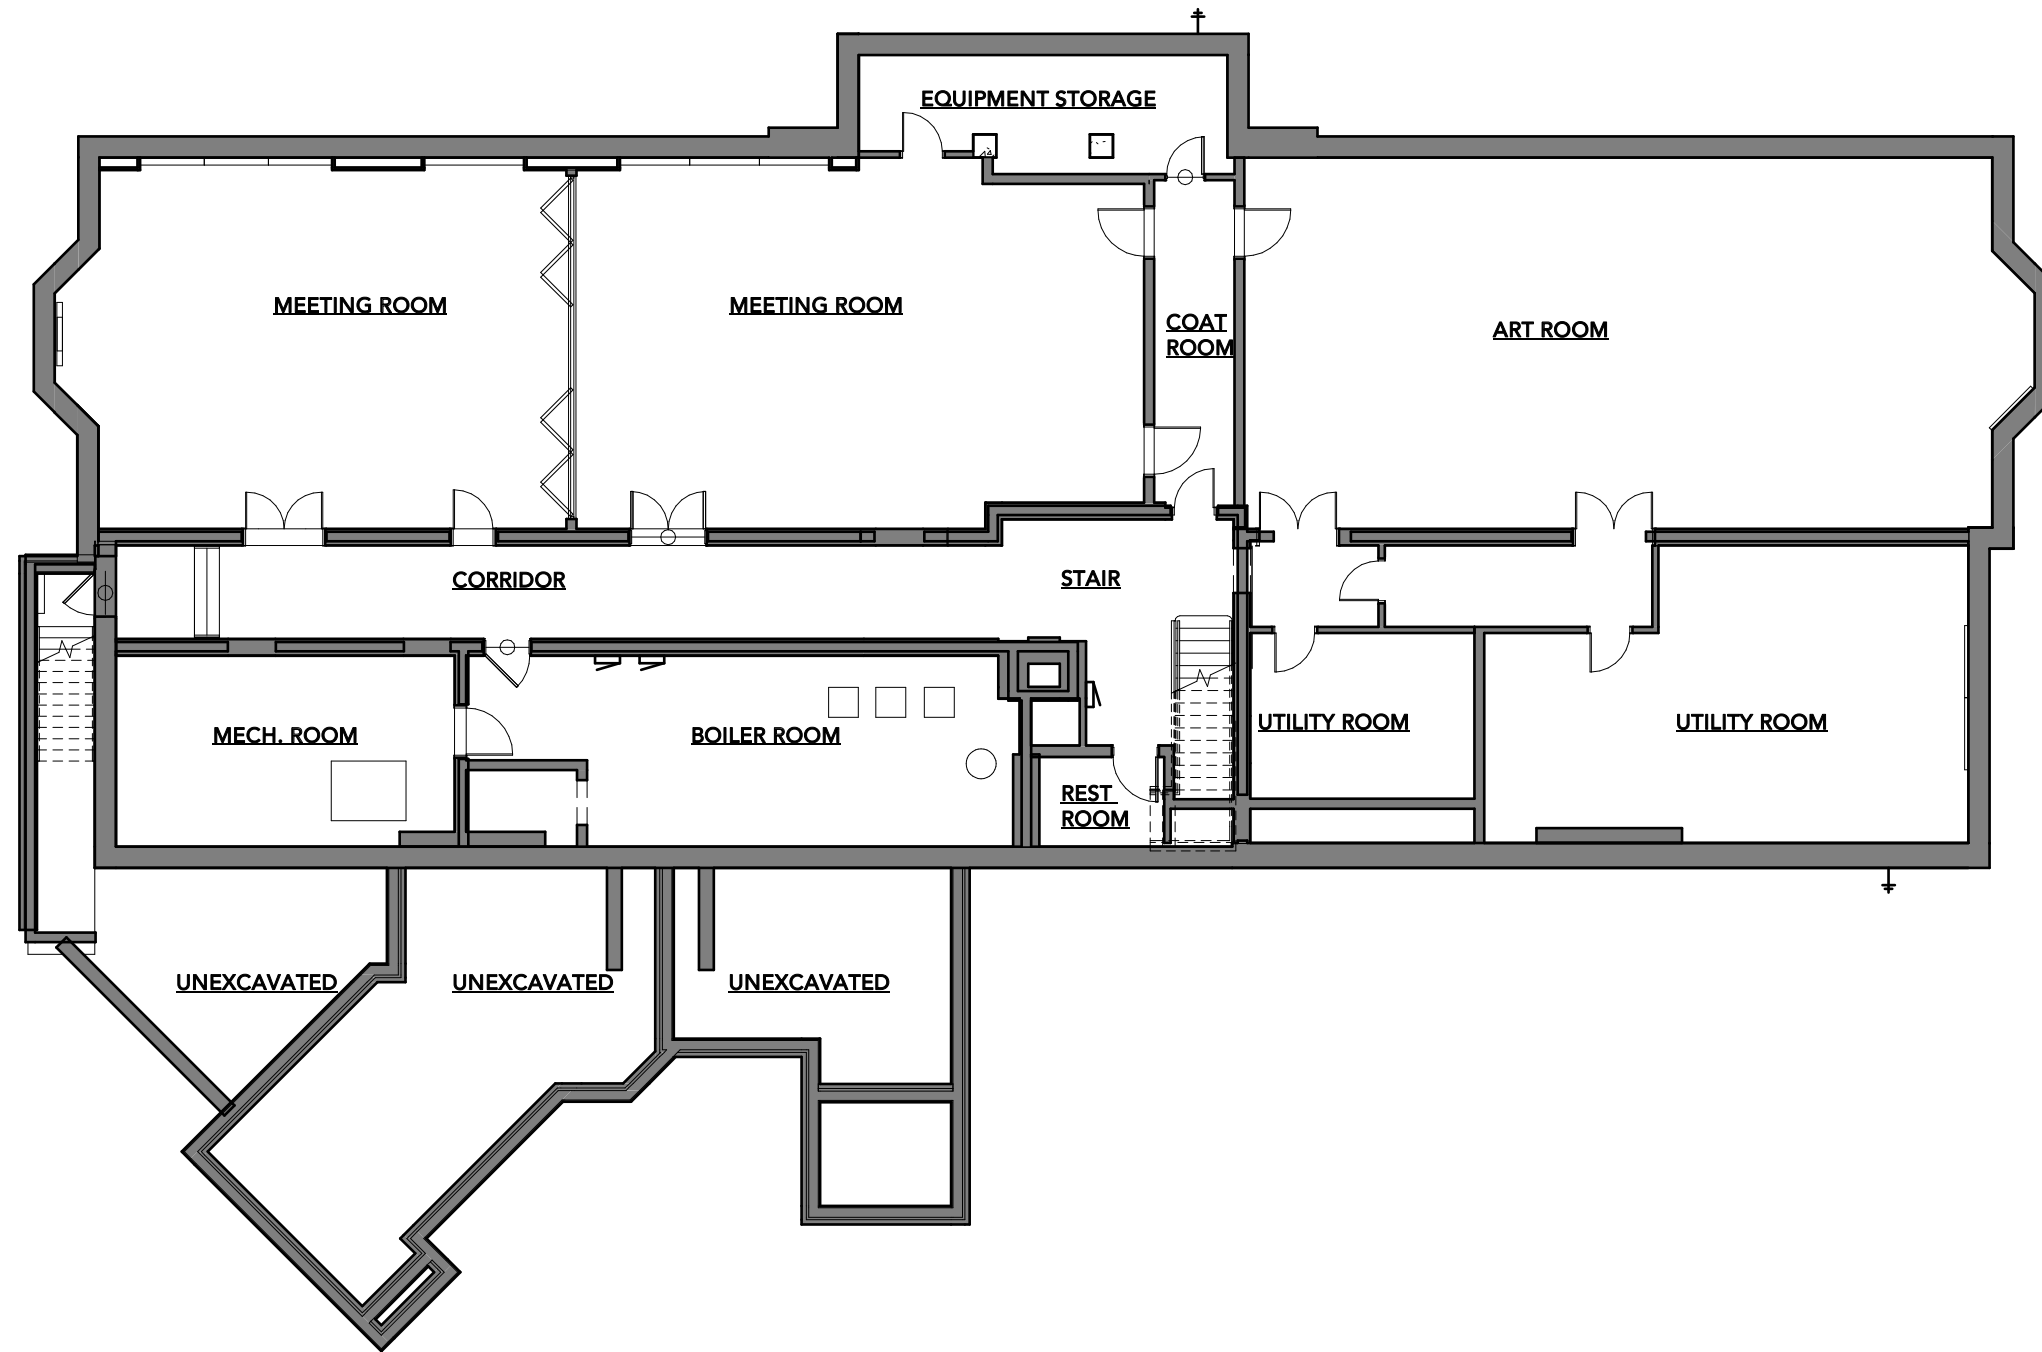 EQUIPMENT STORAGE
MEETING ROOM
MEETING ROOM
COAT
ROOM
ART ROOM
CORRIDOR
STAIR
MECH. ROOM
BOILER ROOM
UTILITY ROOM
UTILITY ROOM
REST
ROOM
UNEXCAVATED
UNEXCAVATED
UNEXCAVATED